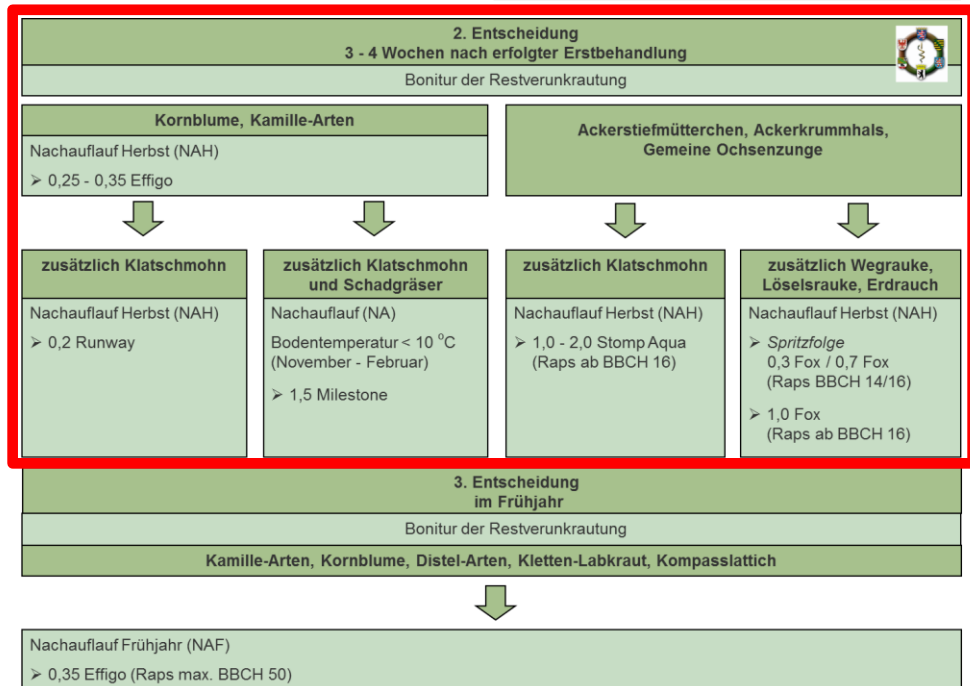 2. Entscheidung
3 - 4 Wochen nach erfolgter Erstbehandlung
Bonitur der Restverunkrautung
Kornblume, Kamille-Arten
Nachauflauf Herbst (NAH)
➢ 0,25 - 0,35 Effigo
Ackerstiefmütterchen, Ackerkrummhals,
Gemeine Ochsenzunge
zusätzlich Klatschmohn
Nachauflauf Herbst (NAH)
➢ 0,2 Runway
zusätzlich Klatschmohn
und Schadgräser
Nachauflauf (NA)
Bodentemperatur < 10 °C
(November - Februar)
➢ 1,5 Milestone
zusätzlich Klatschmohn
Nachauflauf Herbst (NAH)
➢ 1,0 - 2,0 Stomp Aqua
(Raps ab BBCH 16)
zusätzlich Wegrauke,
Löselsrauke, Erdrauch
Nachauflauf Herbst (NAH)
➢ Spritzfolge
0,3 Fox / 0,7 Fox
(Raps BBCH 14/16)
➢ 1,0 Fox
(Raps ab BBCH 16)
3. Entscheidung
im Frühjahr
Bonitur der Restverunkrautung
Kamille-Arten, Kornblume, Distel-Arten, Kletten-Labkraut, Kompasslattich
Nachauflauf Frühjahr (NAF)
➢ 0,35 Effigo (Raps max. BBCH 50)